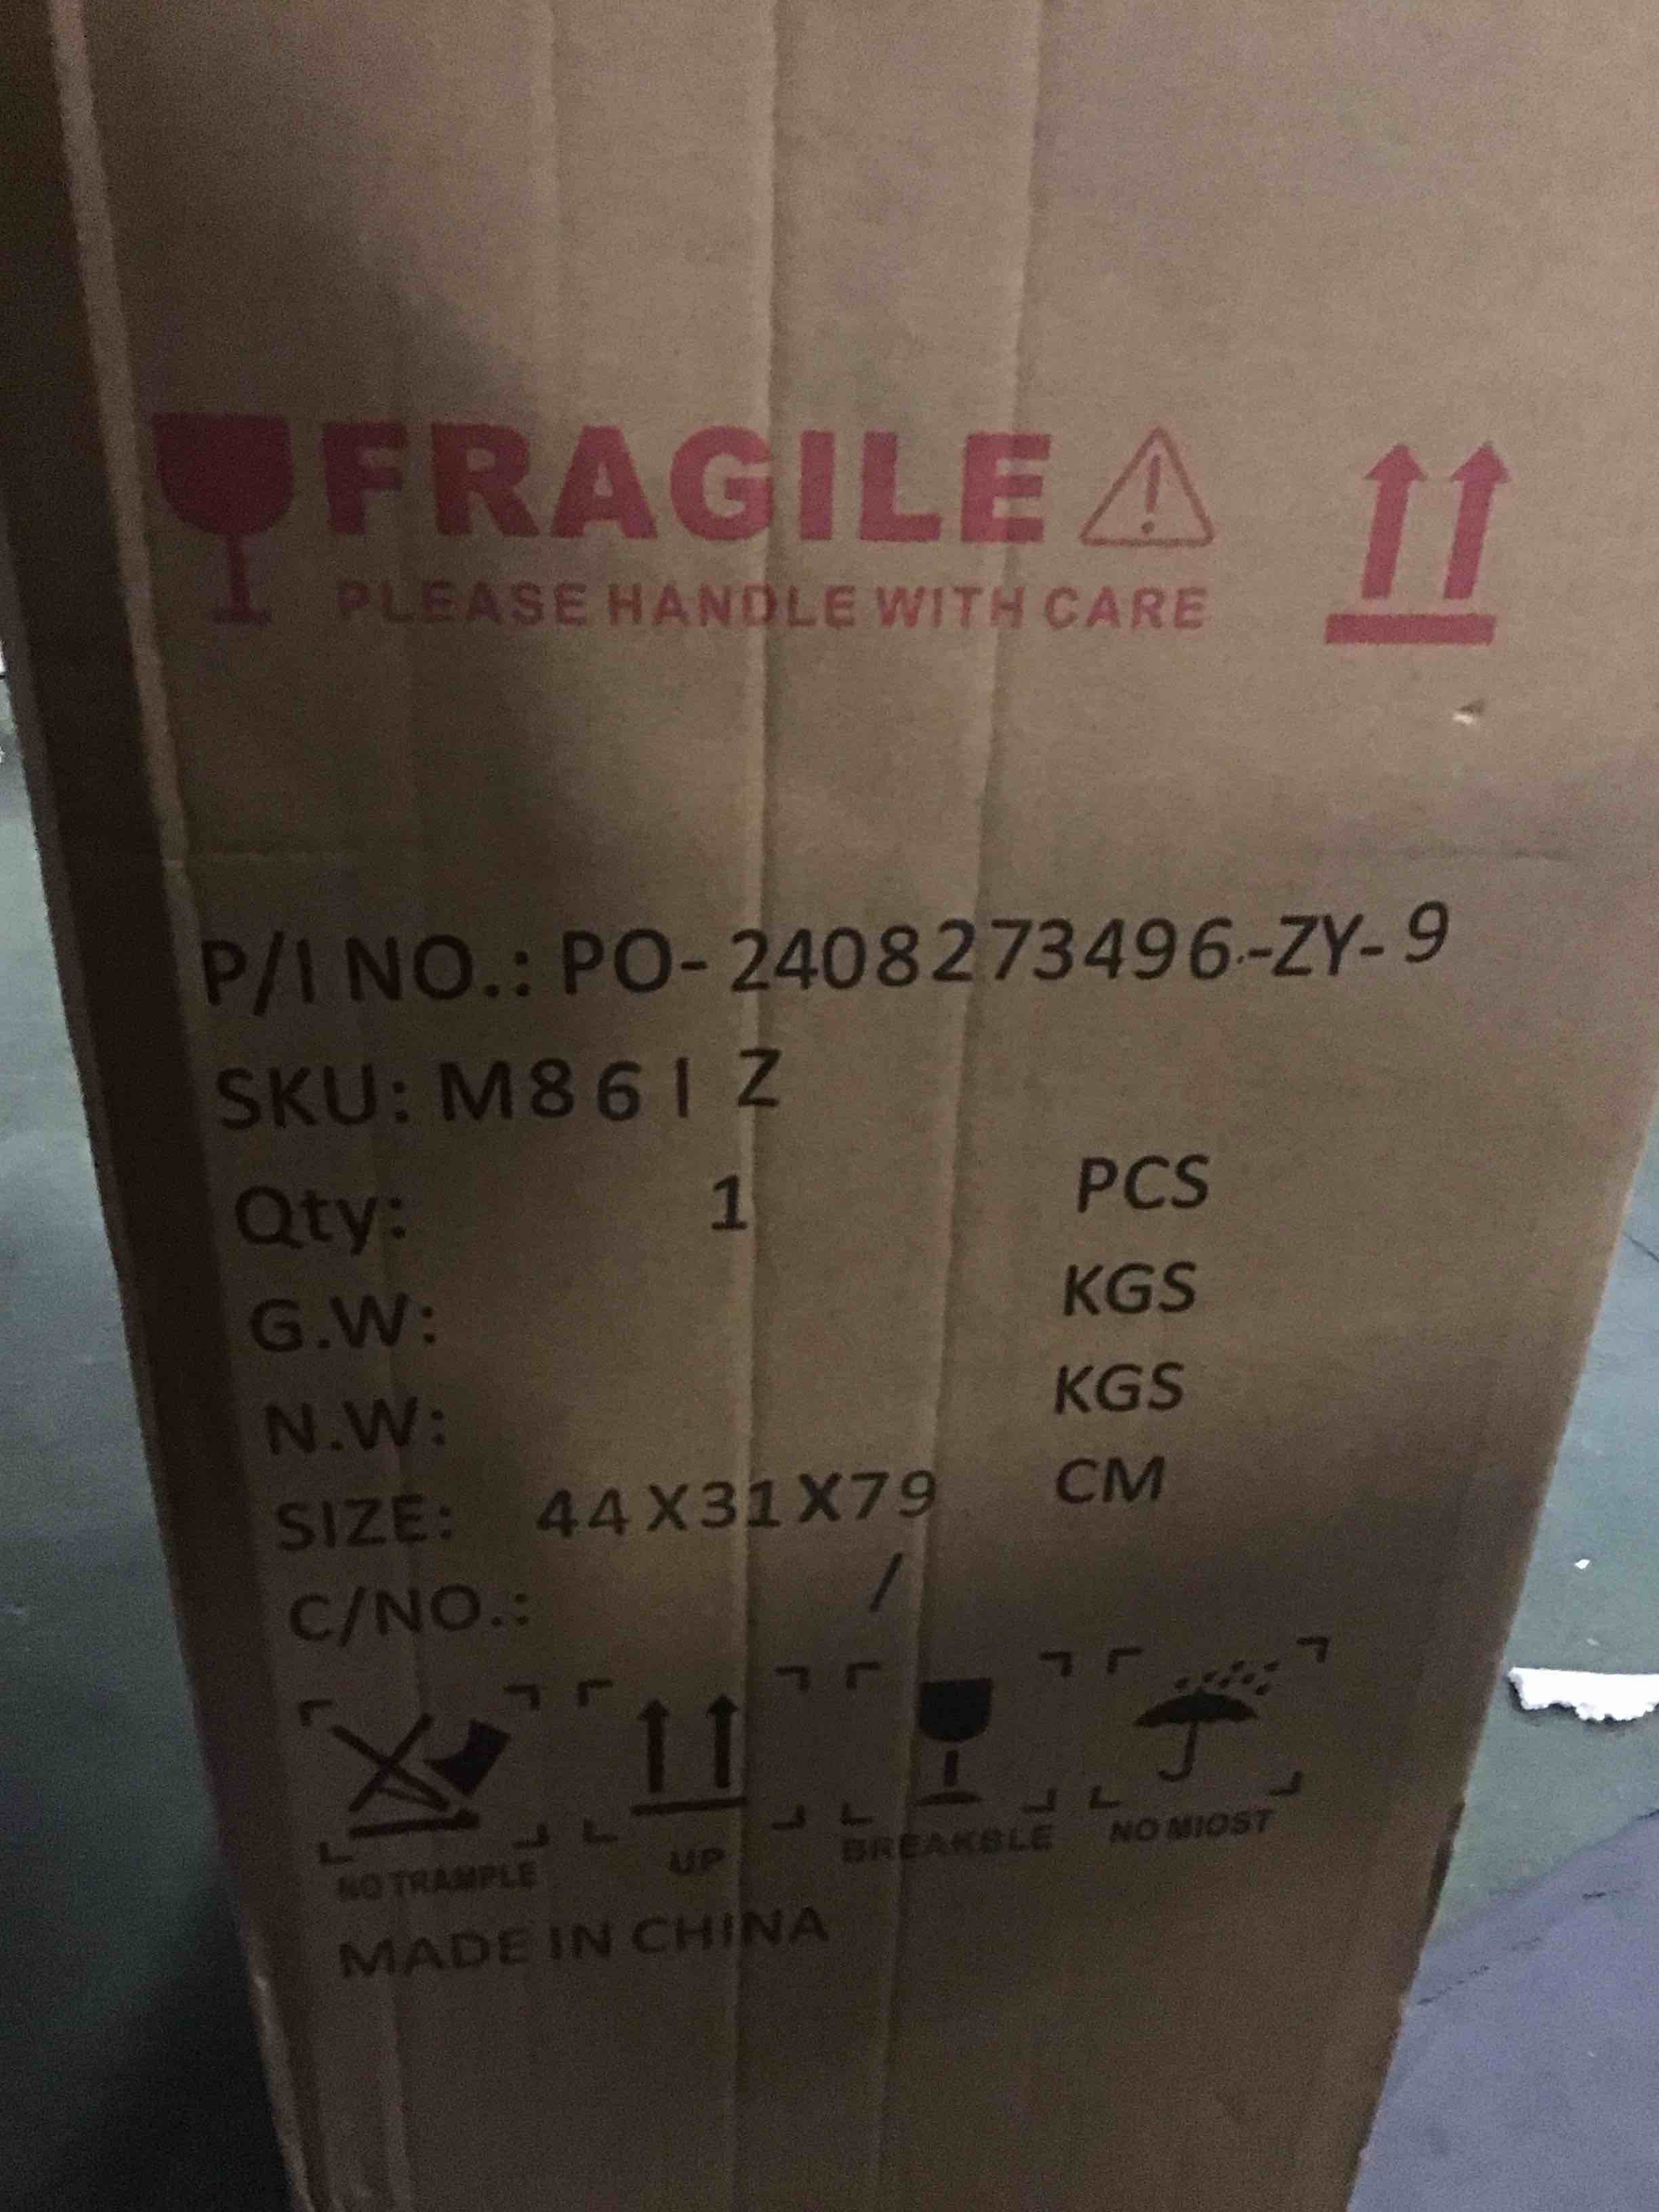 FRAGILE
PLEASE HANDLE WITH CARE
P/I NO.: PO-2408273496-ZY-9
SKU: M86I Z
Qty: 1 PCS
G.W: KGS
N.W: KGS
SIZE: 44X31X79 CM
C/NO.: /
NO TRAMPLE UP BREAKBLE NO MIOST
MADE IN CHINA